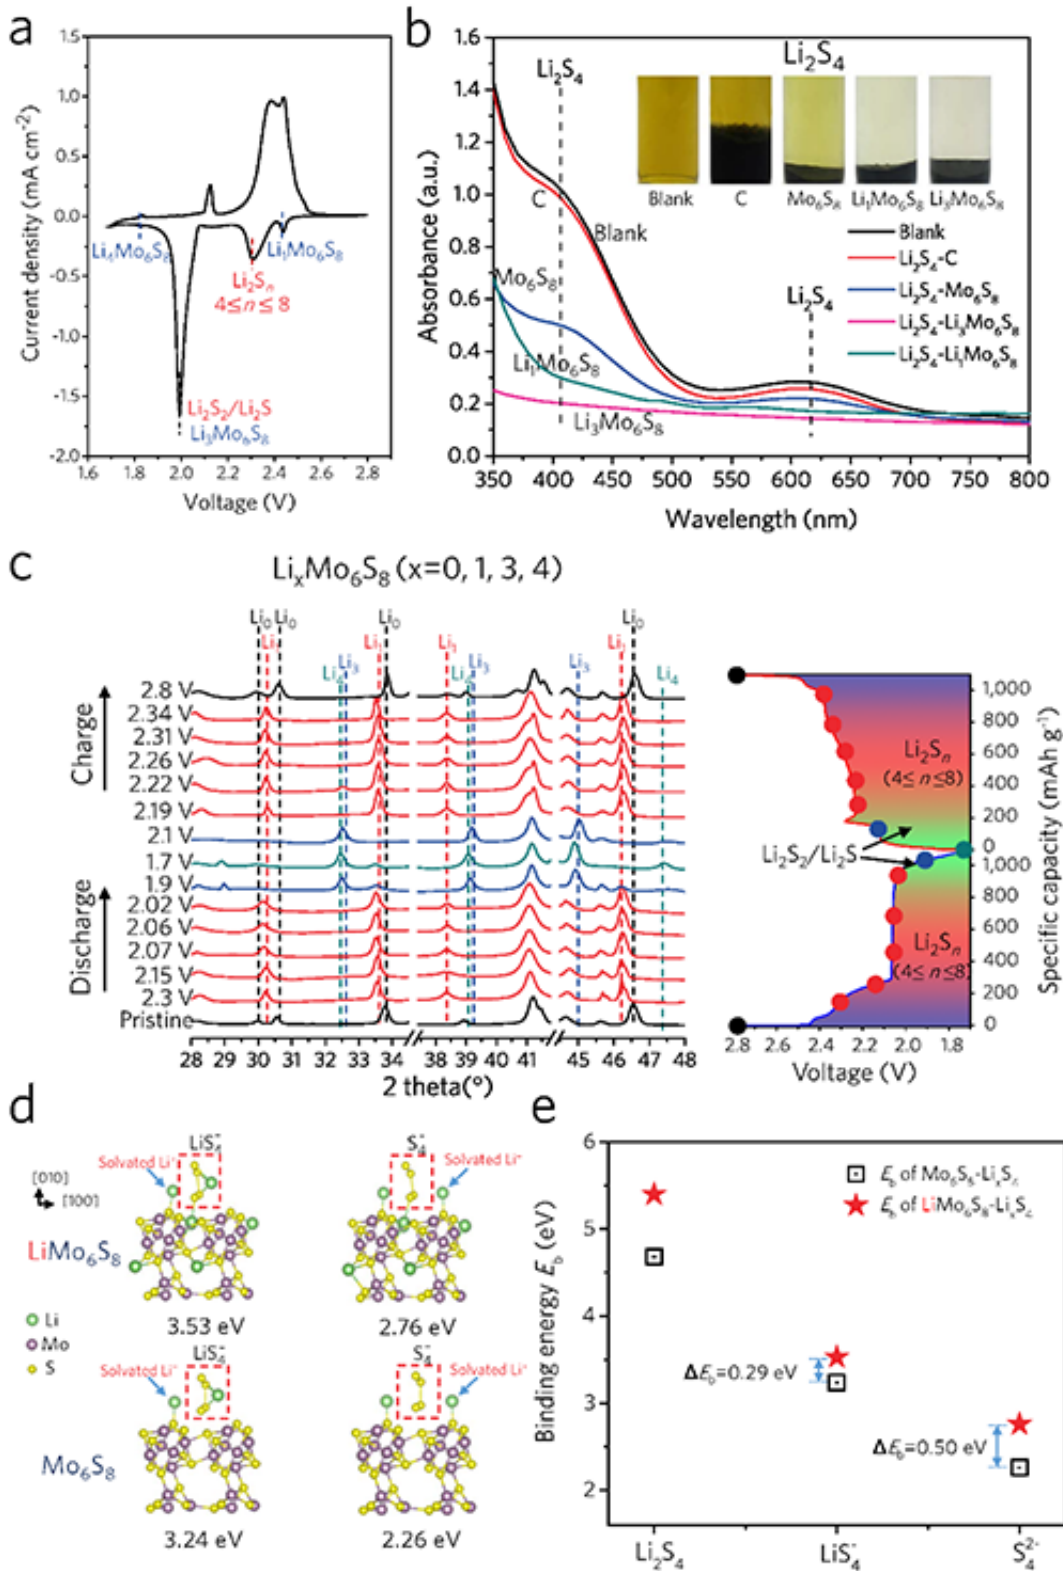 a
1.5
1.0
0.5
0.0
-0.5
-1.0
-1.5
-2.0
1.6 1.8 2.0 2.2 2.4 2.6 2.8
Current density (mA cm⁻²)
Voltage (V)
Li₄Mo₆S₈
Li₁Mo₆S₈
Li₂Sₙ
4≤n≤8
Li₂S₂/Li₂S
Li₃Mo₆S₈
b
1.6
1.4
1.2
1.0
0.8
0.6
0.4
0.2
0.0
350 400 450 500 550 600 650 700 750 800
Absorbance (a.u.)
Wavelength (nm)
Li₂S₄
Li₂S₄
Blank C Mo₆S₈ Li₁Mo₆S₈ Li₃Mo₆S₈
C
Blank
Mo₆S₈
Li₁Mo₆S₈
Li₃Mo₆S₈
Li₂S₄
Blank
Li₂S₄-C
Li₂S₄-Mo₆S₈
Li₂S₄-Li₃Mo₆S₈
Li₂S₄-Li₁Mo₆S₈
c
LiₓMo₆S₈ (x=0, 1, 3, 4)
Li₀ Li₀ Li₀ Li₀
Li₁ Li₁ Li₁ Li₁
Li₄ Li₃ Li₄ Li₃ Li₃ Li₄
Charge
Discharge
2.8 V
2.34 V
2.31 V
2.26 V
2.22 V
2.19 V
2.1 V
1.7 V
1.9 V
2.02 V
2.06 V
2.07 V
2.15 V
2.3 V
Pristine
28 29 30 31 32 33 34 38 39 41 45 46 47 48
2 theta(°)
1,000
800
600
400
200
0
1,000
800
600
400
200
0
Specific capacity (mAh g⁻¹)
Li₂Sₙ
(4≤ n ≤8)
Li₂S₂/Li₂S
Li₂Sₙ
(4≤ n ≤8)
2.8 2.6 2.4 2.2 2.0 1.8 1.7
Voltage (V)
d
[010]
[100]
LiS₄⁻
Solvated Li⁺
S₄⁻
Solvated Li⁺
LiMo₆S₈
3.53 eV
2.76 eV
Li
Mo
S
LiS₄⁻
Solvated Li⁺
S₄⁻
Solvated Li⁺
Mo₆S₈
3.24 eV
2.26 eV
e
6
5
4
3
2
Binding energy E_b (eV)
E_b of Mo₆S₈-LiₓS₄
E_b of LiMo₆S₈-LiₓS₄
ΔE_b=0.29 eV
ΔE_b=0.50 eV
Li₂S₄ LiS₄⁻ S₄²⁻